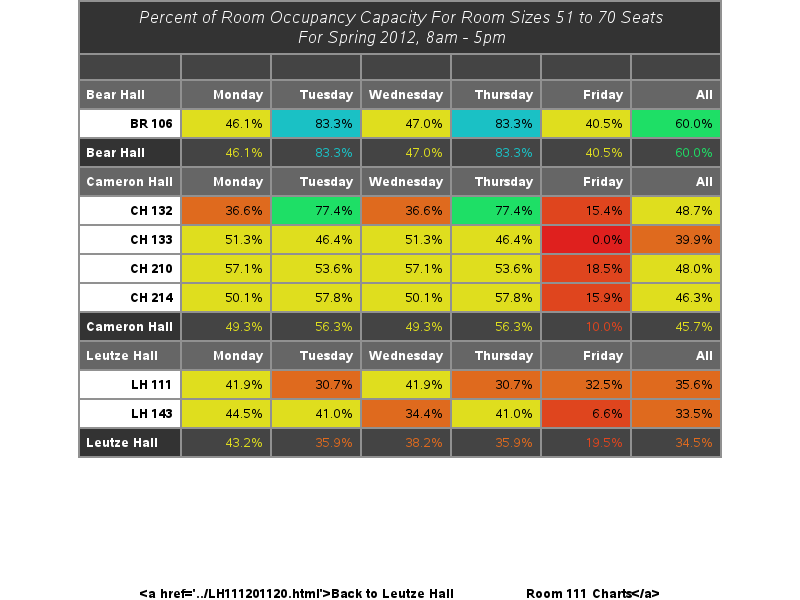 Percent of Room Occupancy Capacity For Room Sizes 51 to 70 Seats
For Spring 2012, 8am - 5pm
Bear Hall Monday Tuesday Wednesday Thursday Friday All
BR 106 46.1% 83.3% 47.0% 83.3% 40.5% 60.0%
Bear Hall 46.1% 83.3% 47.0% 83.3% 40.5% 60.0%
Cameron Hall Monday Tuesday Wednesday Thursday Friday All
CH 132 36.6% 77.4% 36.6% 77.4% 15.4% 48.7%
CH 133 51.3% 46.4% 51.3% 46.4% 0.0% 39.9%
CH 210 57.1% 53.6% 57.1% 53.6% 18.5% 48.0%
CH 214 50.1% 57.8% 50.1% 57.8% 15.9% 46.3%
Cameron Hall 49.3% 56.3% 49.3% 56.3% 10.0% 45.7%
Leutze Hall Monday Tuesday Wednesday Thursday Friday All
LH 111 41.9% 30.7% 41.9% 30.7% 32.5% 35.6%
LH 143 44.5% 41.0% 34.4% 41.0% 6.6% 33.5%
Leutze Hall 43.2% 35.9% 38.2% 35.9% 19.5% 34.5%
<a href='../LH111201120.html'>Back to Leutze Hall Room 111 Charts</a>